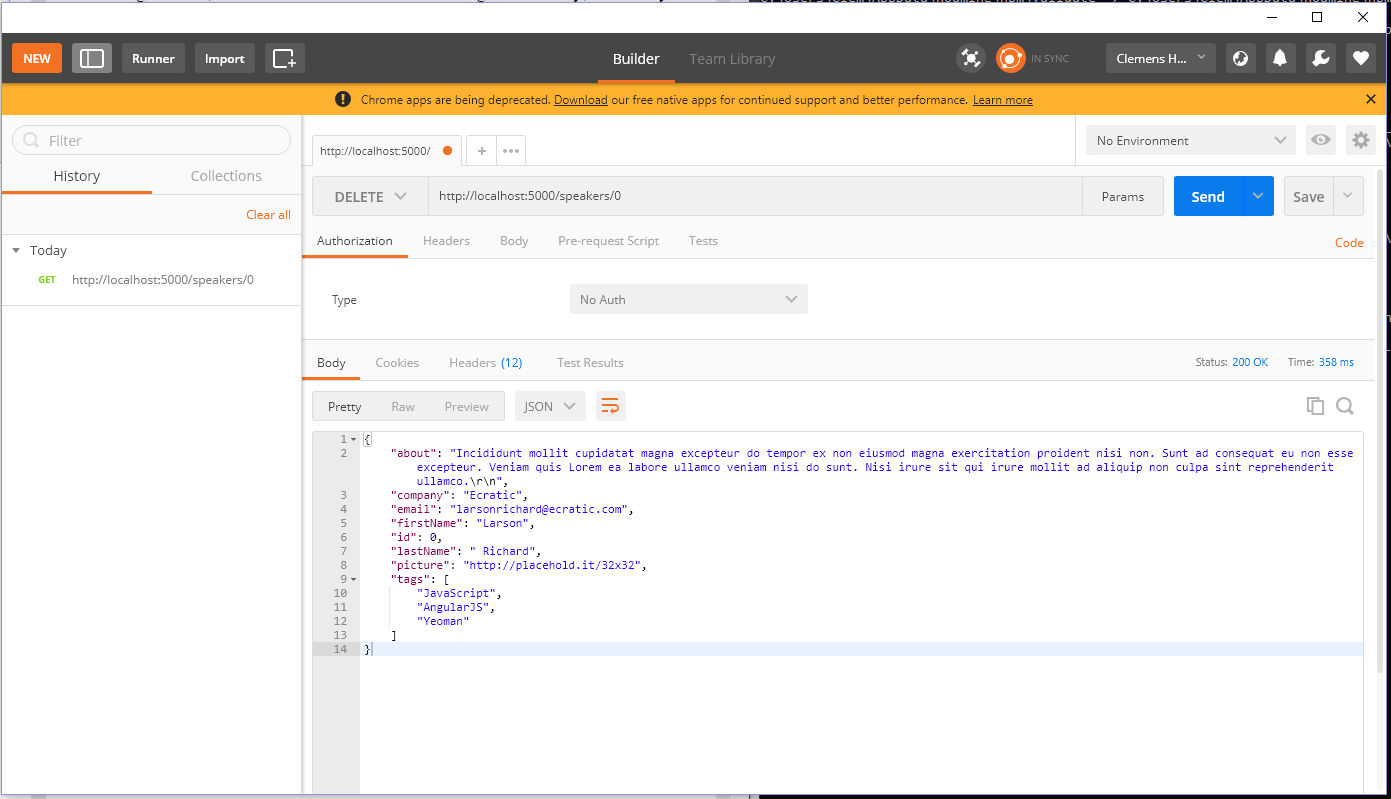 NEW
Runner
Import
Builder
Team Library
IN SYNC
Clemens H...
Chrome apps are being deprecated. Download our free native apps for continued support and better performance. Learn more
Filter
History
Collections
Clear all
Today
GET http://localhost:5000/speakers/0
http://localhost:5000/
No Environment
DELETE
http://localhost:5000/speakers/0
Params
Send
Save
Authorization
Headers
Body
Pre-request Script
Tests
Code
Type
No Auth
Body
Cookies
Headers (12)
Test Results
Status: 200 OK
Time: 358 ms
Pretty
Raw
Preview
JSON
1 {
2 "about": "Incididunt mollit cupidatat magna excepteur do tempor ex non eiusmod magna exercitation proident nisi non. Sunt ad consequat eu non esse
excepteur. Veniam quis Lorem ea labore ullamco veniam nisi do sunt. Nisi irure sit qui irure mollit ad aliquip non culpa sint reprehenderit
ullamco.\r\n",
3 "company": "Ecratic",
4 "email": "larsonrichard@ecratic.com",
5 "firstName": "Larson",
6 "id": 0,
7 "lastName": " Richard",
8 "picture": "http://placehold.it/32x32",
9 "tags": [
10 "JavaScript",
11 "AngularJS",
12 "Yeoman"
13 ]
14 }